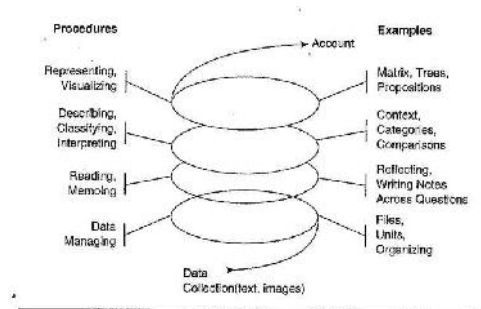 Procedures
Examples
Account
Representing,
Visualizing
Matrix, Trees,
Propositions
Describing,
Classifying,
Interpreting
Context,
Categories,
Comparisons
Reading,
Memoing
Reflecting,
Writing Notes
Across Questions
Data
Managing
Files,
Units,
Organizing
Data
Collection(text, images)